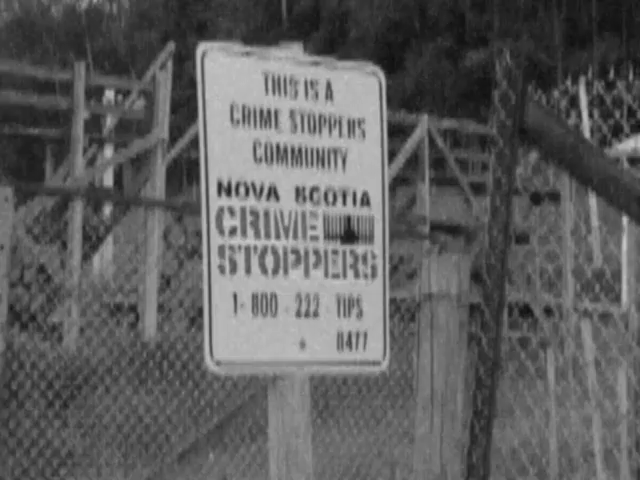 THIS IS A
CRIME STOPPERS
COMMUNITY
NOVA SCOTIA
CRIME
STOPPERS
1-800-222-TIPS
8477